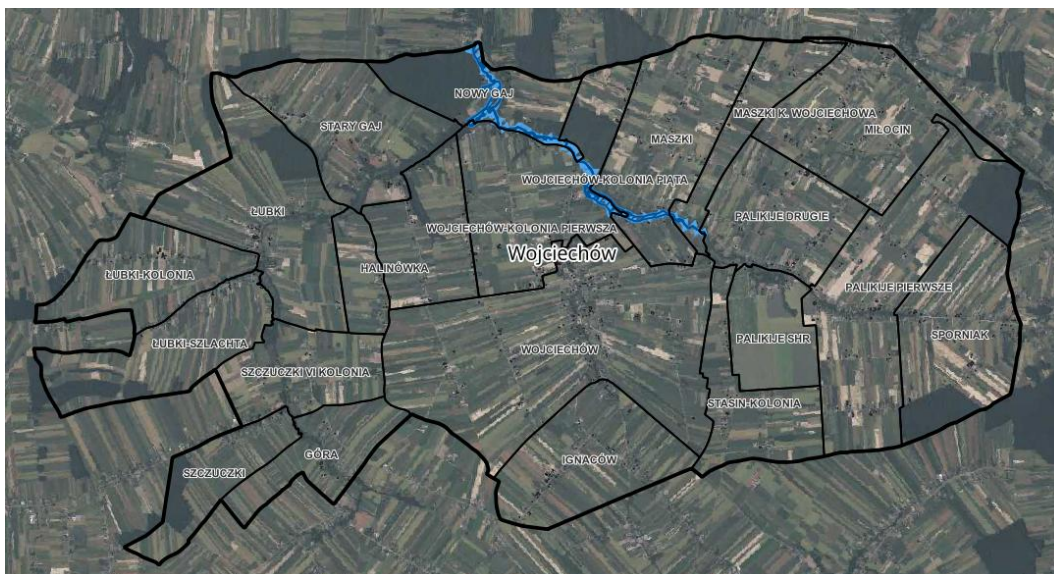 NOWY GAJ
STARY GAJ
MASZKI K. WOJCIECHOWA
MIŁOCIN
MASZKI
WOJCIECHÓW-KOLONIA PIĄTA
ŁUBKI
PALIKIJE DRUGIE
WOJCIECHÓW-KOLONIA PIERWSZA
Wojciechów
HALINÓWKA
ŁUBKI-KOLONIA
PALIKIJE PIERWSZE
ŁUBKI-SZLACHTA
PALIKIJE SHR
SPORNIAK
WOJCIECHÓW
SZCZUCZKI VI KOLONIA
STASIN-KOLONIA
GÓRA
IGNACÓW
SZCZUCZKI